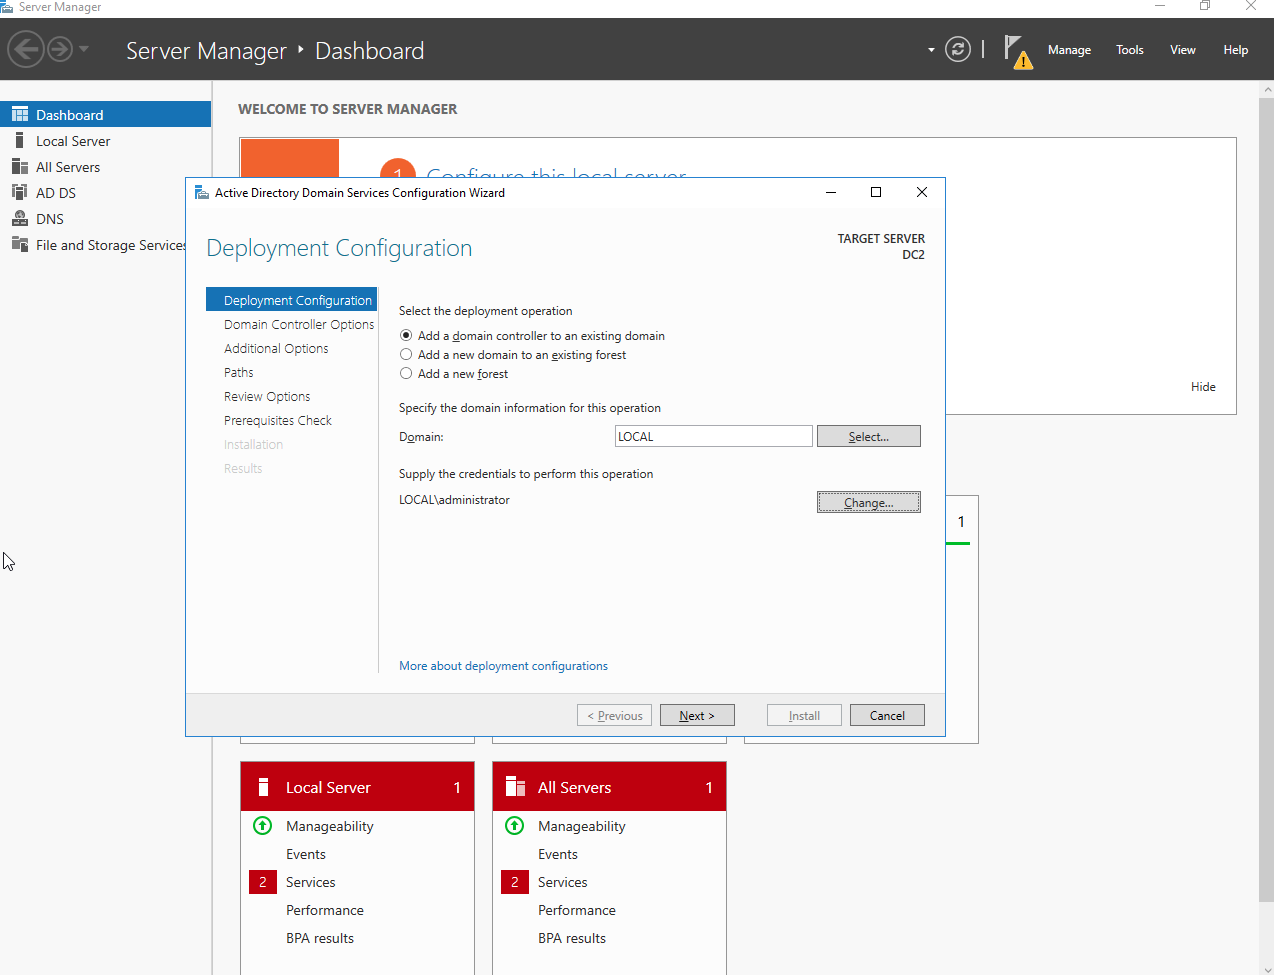 Server Manager
Server Manager ‣ Dashboard
Manage Tools View Help
Dashboard
Local Server
All Servers
AD DS
DNS
File and Storage Services
WELCOME TO SERVER MANAGER
1 Configure this local server
Hide
Active Directory Domain Services Configuration Wizard
Deployment Configuration
TARGET SERVER
DC2
Deployment Configuration
Domain Controller Options
Additional Options
Paths
Review Options
Prerequisites Check
Installation
Results
Select the deployment operation
Add a domain controller to an existing domain
Add a new domain to an existing forest
Add a new forest
Specify the domain information for this operation
Domain: LOCAL Select...
Supply the credentials to perform this operation
LOCAL\administrator Change...
More about deployment configurations
< Previous Next > Install Cancel
1
Local Server 1
Manageability
Events
2 Services
Performance
BPA results
All Servers 1
Manageability
Events
2 Services
Performance
BPA results